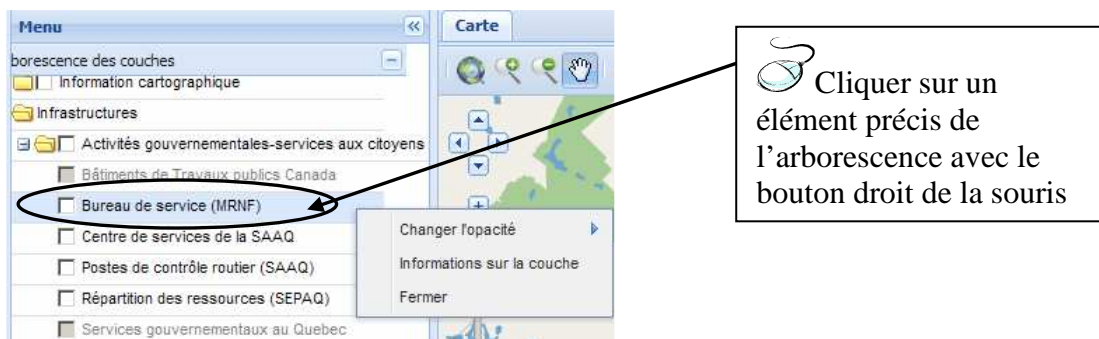 Menu
borescence des couches
Information cartographique
Infrastructures
Activités gouvernementales-services aux citoyens
Bâtiments de Travaux publics Canada
Bureau de service (MRNF)
Centre de services de la SAAQ
Postes de contrôle routier (SAAQ)
Répartition des ressources (SEPAQ)
Services gouvernementaux au Quebec
Carte
Changer l'opacité
Informations sur la couche
Fermer
Cliquer sur un
élément précis de
l’arborescence avec le
bouton droit de la souris